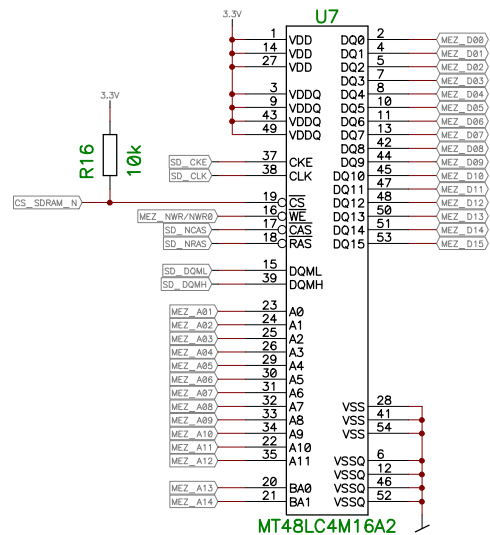 3.3V U7
1 VDD DQ0 2 MEZ_D00
14 VDD DQ1 4 MEZ_D01
27 VDD DQ2 5 MEZ_D02
DQ3 7 MEZ_D03
3 VDDQ DQ4 8 MEZ_D04
9 VDDQ DQ5 10 MEZ_D05
43 VDDQ DQ6 11 MEZ_D06
49 VDDQ DQ7 13 MEZ_D07
3.3V
DQ8 42 MEZ_D08
SD_CKE 37 CKE DQ9 44 MEZ_D09
SD_CLK 38 CLK DQ10 45 MEZ_D10
R16 10k
DQ11 47 MEZ_D11
CS_SDRAM_N 19 CS DQ12 48 MEZ_D12
MEZ_NWR/NWR0 16 WE DQ13 50 MEZ_D13
SD_NCAS 17 CAS DQ14 51 MEZ_D14
SD_NRAS 18 RAS DQ15 53 MEZ_D15
SD_DQML 15 DQML
SD_DQMH 39 DQMH
MEZ_A01 23 A0
MEZ_A02 24 A1
MEZ_A03 25 A2
MEZ_A04 26 A3
MEZ_A05 29 A4
MEZ_A06 30 A5
MEZ_A07 31 A6
MEZ_A08 32 A7 VSS 28
MEZ_A09 33 A8 VSS 41
MEZ_A10 34 A9 VSS 54
MEZ_A11 22 A10
MEZ_A12 35 A11 VSSQ 6
VSSQ 12
MEZ_A13 20 BA0 VSSQ 46
MEZ_A14 21 BA1 VSSQ 52
MT48LC4M16A2